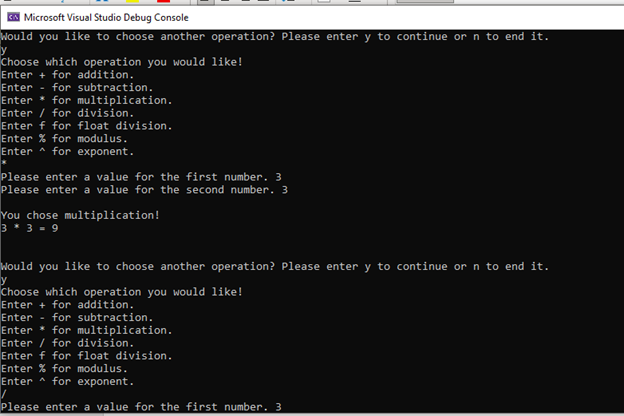 Microsoft Visual Studio Debug Console
Would you like to choose another operation? Please enter y to continue or n to end it.
y
Choose which operation you would like!
Enter + for addition.
Enter - for subtraction.
Enter * for multiplication.
Enter / for division.
Enter f for float division.
Enter % for modulus.
Enter ^ for exponent.
*
Please enter a value for the first number. 3
Please enter a value for the second number. 3
You chose multiplication!
3 * 3 = 9
Would you like to choose another operation? Please enter y to continue or n to end it.
y
Choose which operation you would like!
Enter + for addition.
Enter - for subtraction.
Enter * for multiplication.
Enter / for division.
Enter f for float division.
Enter % for modulus.
Enter ^ for exponent.
/
Please enter a value for the first number. 3